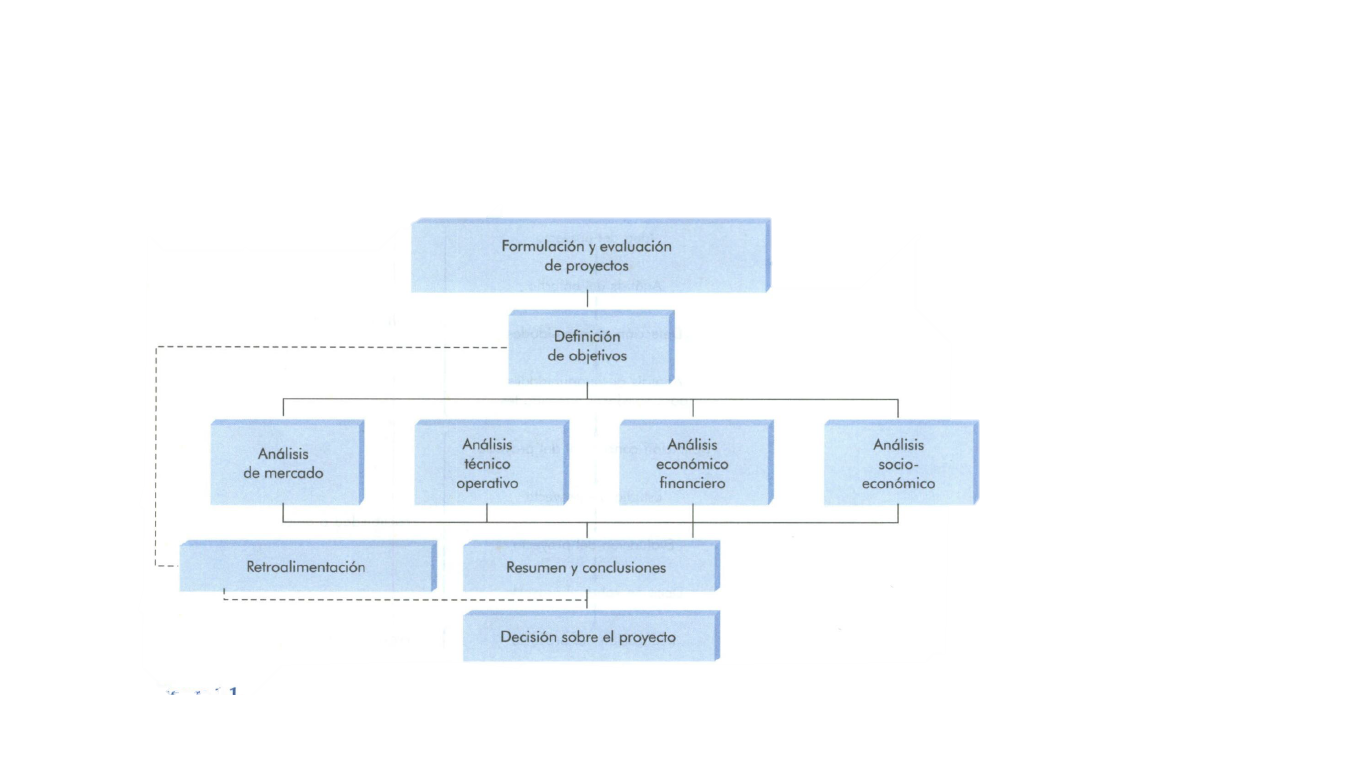 Formulación y evaluación
de proyectos
Definición
de objetivos
Análisis
de mercado
Análisis
técnico
operativo
Análisis
económico
financiero
Análisis
socio-
económico
Retroalimentación
Resumen y conclusiones
Decisión sobre el proyecto
1